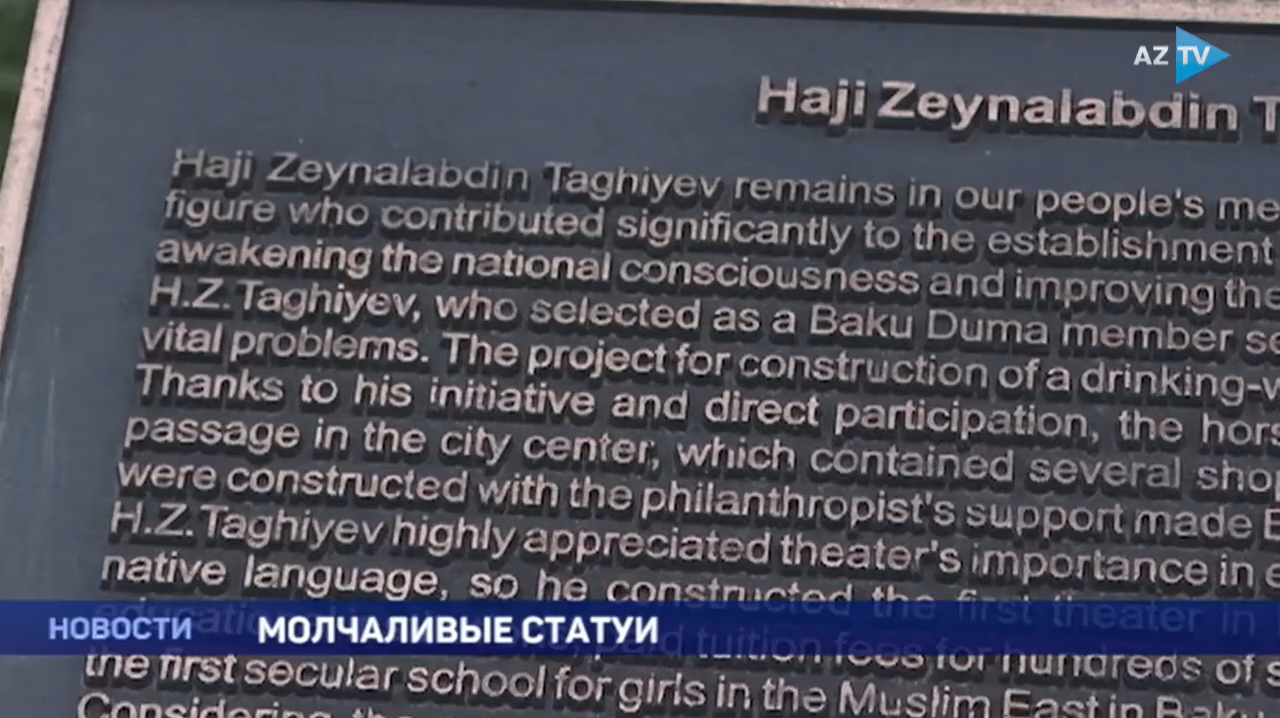 AZ TV
Haji Zeynalabdin
Haji Zeynalabdin Taghiyev remains in our people's
figure who contributed significantly to the establishment
awakening the national consciousness and improving the
H.Z.Taghiyev, who selected as a Baku Duma member
vital problems. The project for construction of a drinking-
Thanks to his initiative and direct participation, the
passage in the city center, which contained several
were constructed with the philanthropist's support made
H.Z.Taghiyev highly appreciated theater's importance in
native language, so he constructed the first theater in
paid tuition fees for hundreds of
НОВОСТИ МОЛЧАЛИВЫЕ СТАТУИ
the first secular school for girls in the Muslim East in
Considering